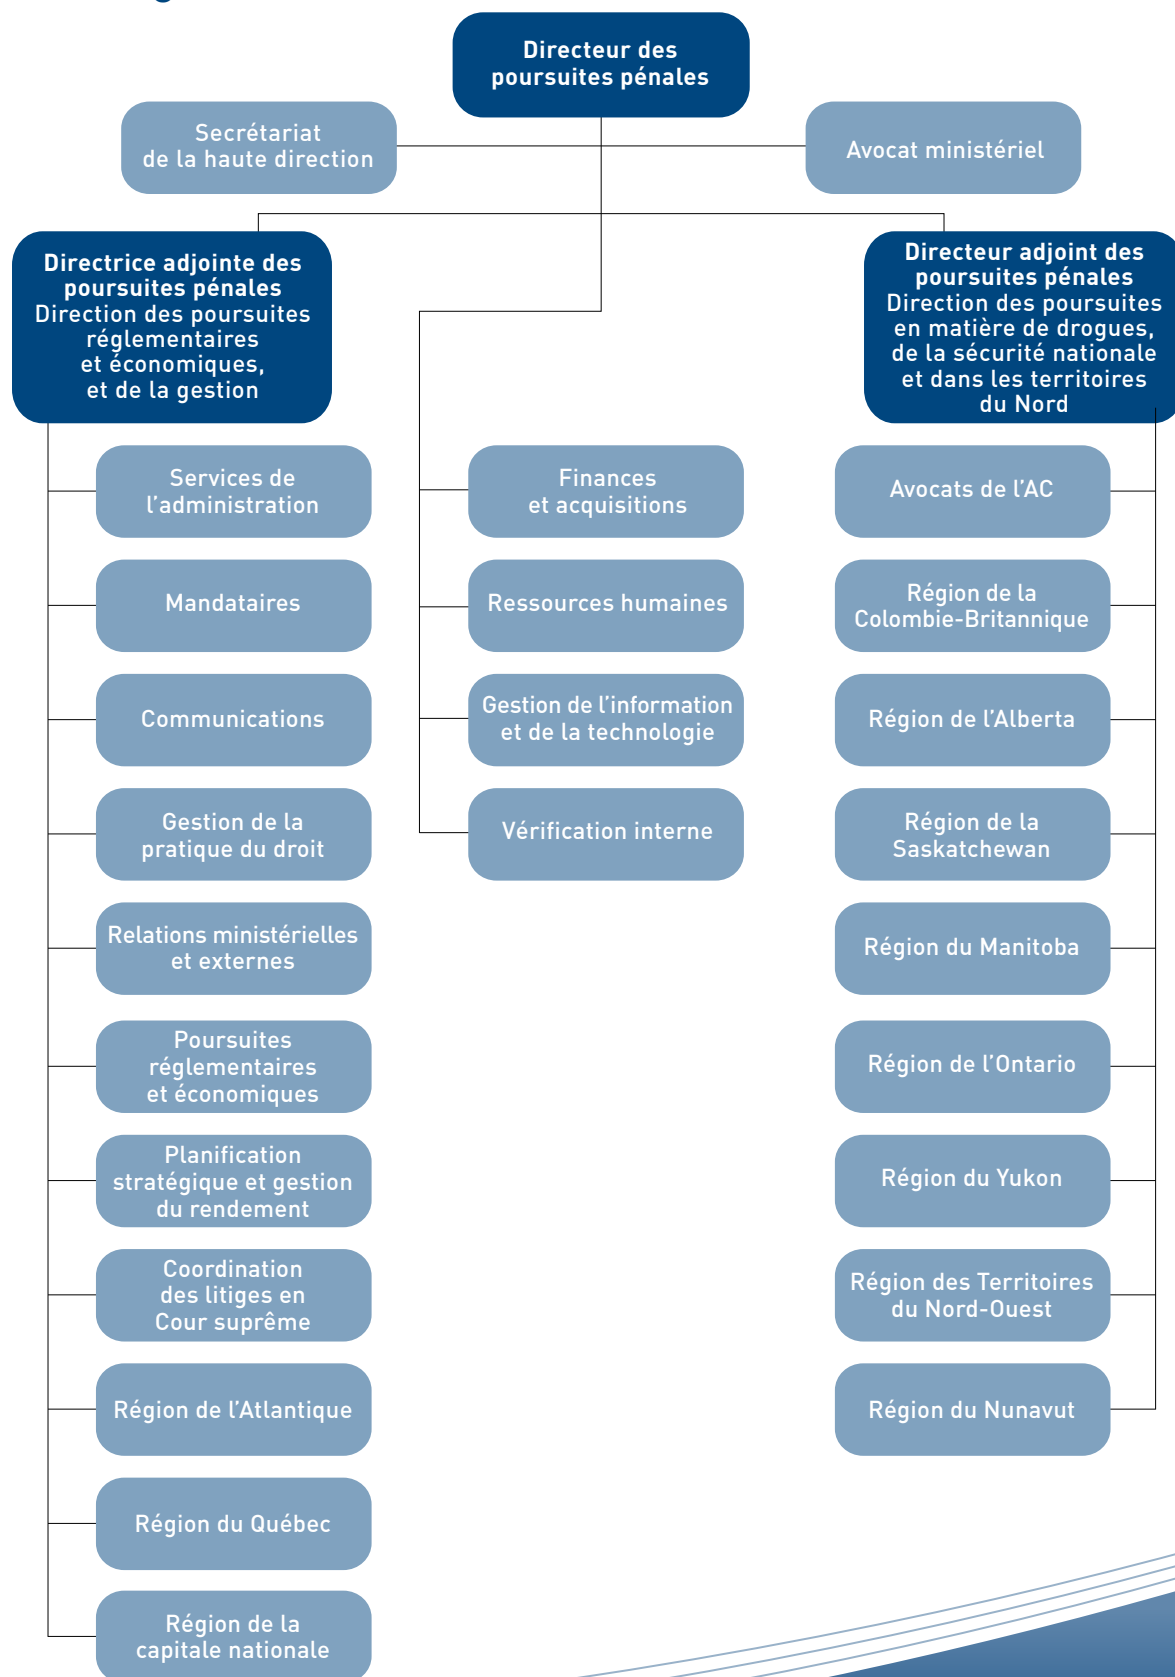 Directeur des
poursuites pénales
Secrétariat
de la haute direction
Avocat ministériel
Directrice adjointe des
poursuites pénales
Direction des poursuites
réglementaires
et économiques,
et de la gestion
Directeur adjoint des
poursuites pénales
Direction des poursuites
en matière de drogues,
de la sécurité nationale
et dans les territoires
du Nord
Services de
l’administration
Mandataires
Communications
Gestion de la
pratique du droit
Relations ministérielles
et externes
Poursuites
réglementaires
et économiques
Planification
stratégique et gestion
du rendement
Coordination
des litiges en
Cour suprême
Région de l’Atlantique
Région du Québec
Région de la
capitale nationale
Finances
et acquisitions
Ressources humaines
Gestion de l’information
et de la technologie
Vérification interne
Avocats de l’AC
Région de la
Colombie-Britannique
Région de l’Alberta
Région de la
Saskatchewan
Région du Manitoba
Région de l’Ontario
Région du Yukon
Région des Territoires
du Nord-Ouest
Région du Nunavut